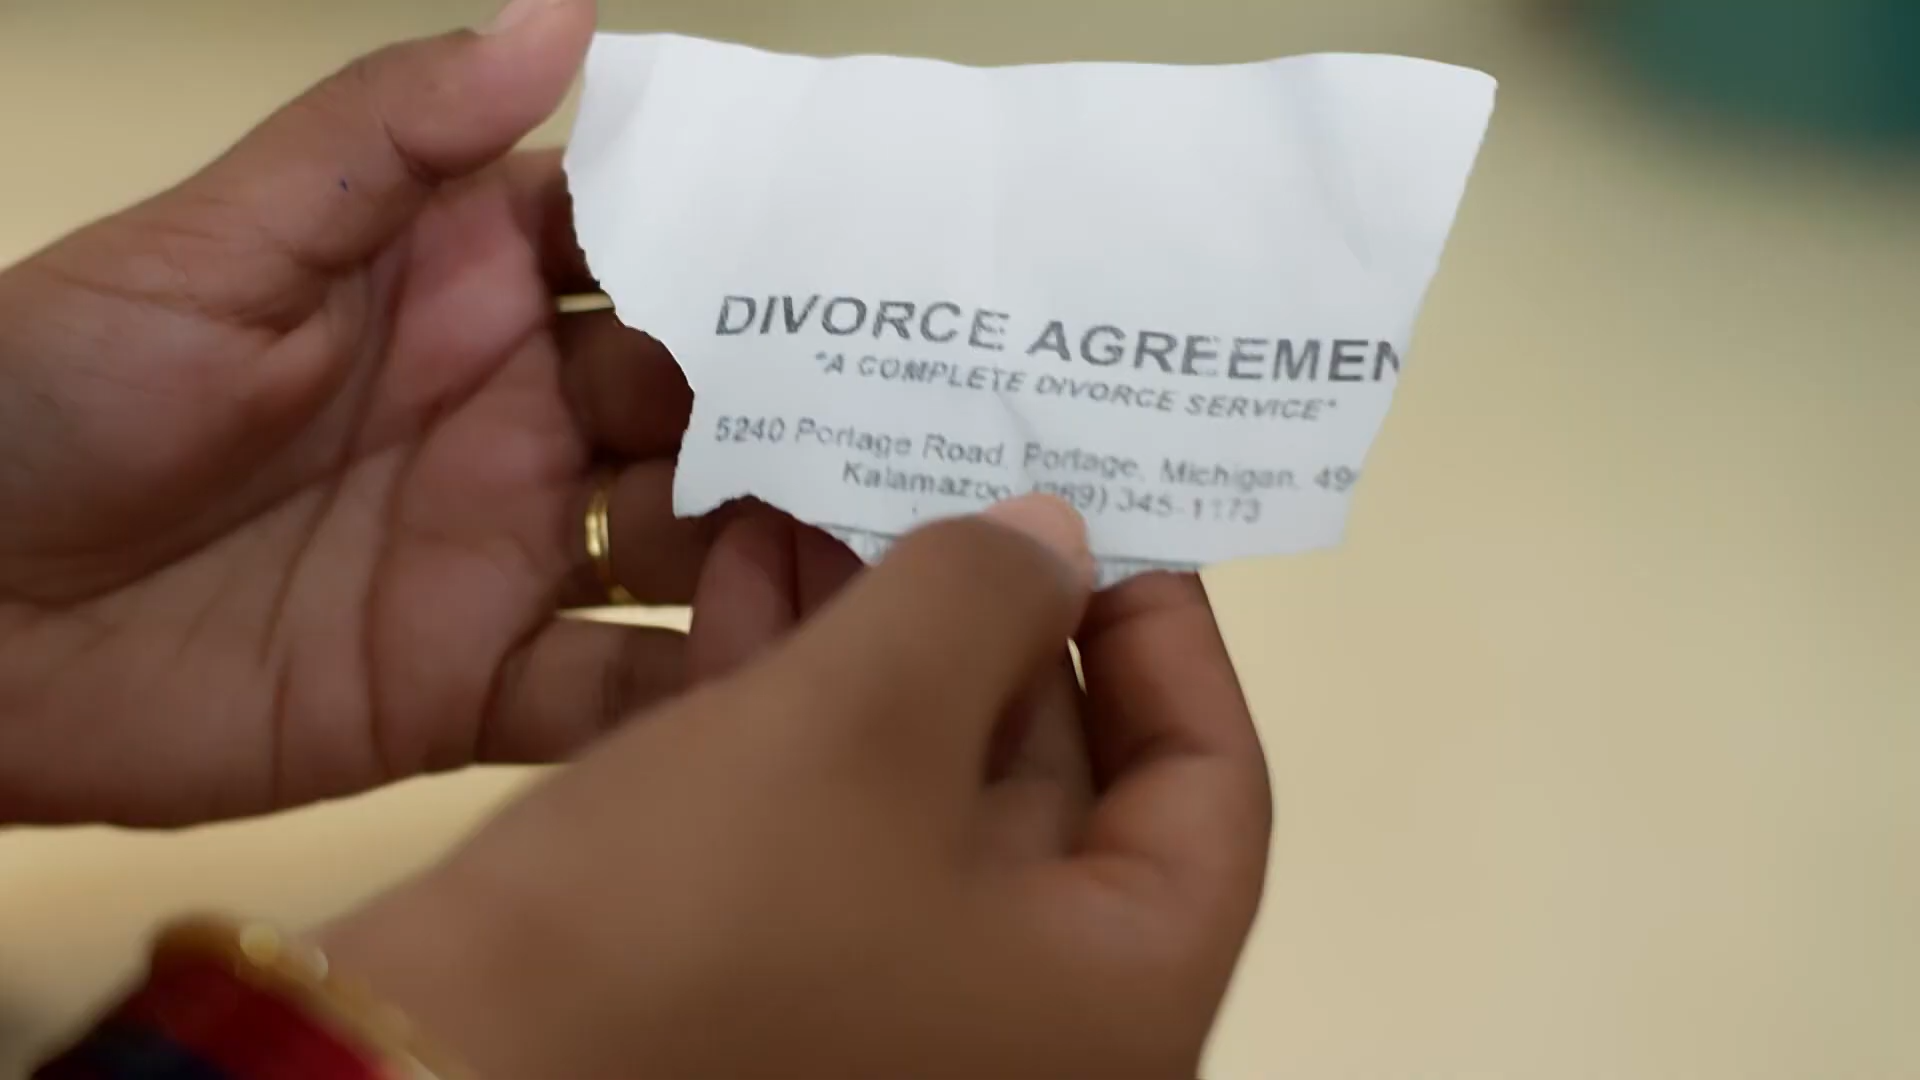 DIVORCE AGREEMEN
"A COMPLETE DIVORCE SERVICE"
5240 Portage Road, Portage, Michigan, 49
Kalamazoo 345-1173